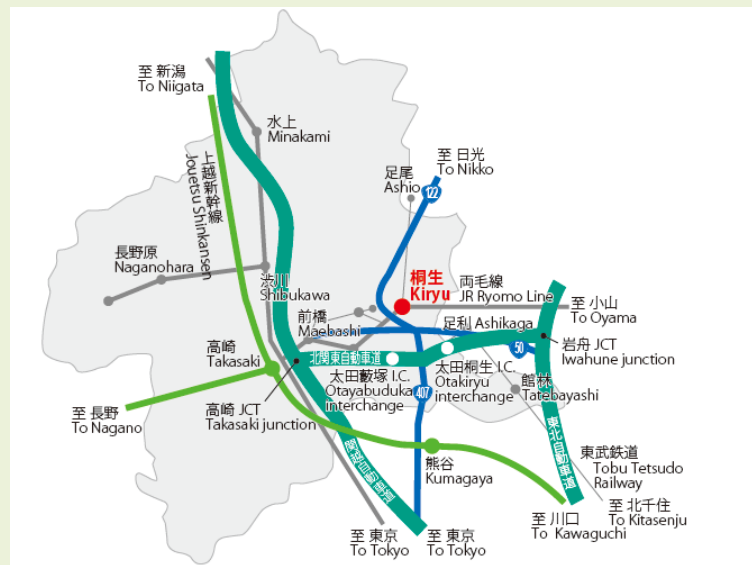 至 新潟
To Niigata
水上
Minakami
上越新幹線
Jouetsu Shinkansen
至 日光
To Nikko
足尾
Ashio
122
長野原
Naganohara
渋川
Shibukawa
桐生
Kiryu
両毛線
JR Ryomo Line
至 小山
To Oyama
前橋
Maebashi
足利 Ashikaga
岩舟 JCT
Iwahune junction
50
高崎
Takasaki
北関東自動車道
太田藪塚 I.C.
Otayabuduka
interchange
太田桐生 I.C.
Otakiryu
interchange
館林
Tatebayashi
407
至 長野
To Nagano
高崎 JCT
Takasaki junction
関越自動車道
東北自動車道
熊谷
Kumagaya
東武鉄道
Tobu Tetsudo
Railway
至 北千住
To Kitasenju
至 川口
To Kawaguchi
至 東京
To Tokyo
至 東京
To Tokyo